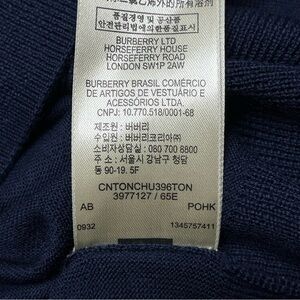 品질경영 및 공산품
안전관리법에의한 품질표시
BURBERRY LTD
HORSEFERRY HOUSE
HORSEFERRY ROAD
LONDON SW1P 2AW
BURBERRY BRASIL COMÉRCIO
DE ARTIGOS DE VESTUÁRIO E
ACESSÓRIOS LTDA.
CNPJ: 10.770.518/0001-68
제조원 : 버버리
수입원 : 버버리코리아㈜
소비자상담실 : 080 700 8800
주소 : 서울시 강남구 청담
동 90-19. 5F
CNTONCHU396TON
3977127 / 65E
AB POHK
0932 1345757411